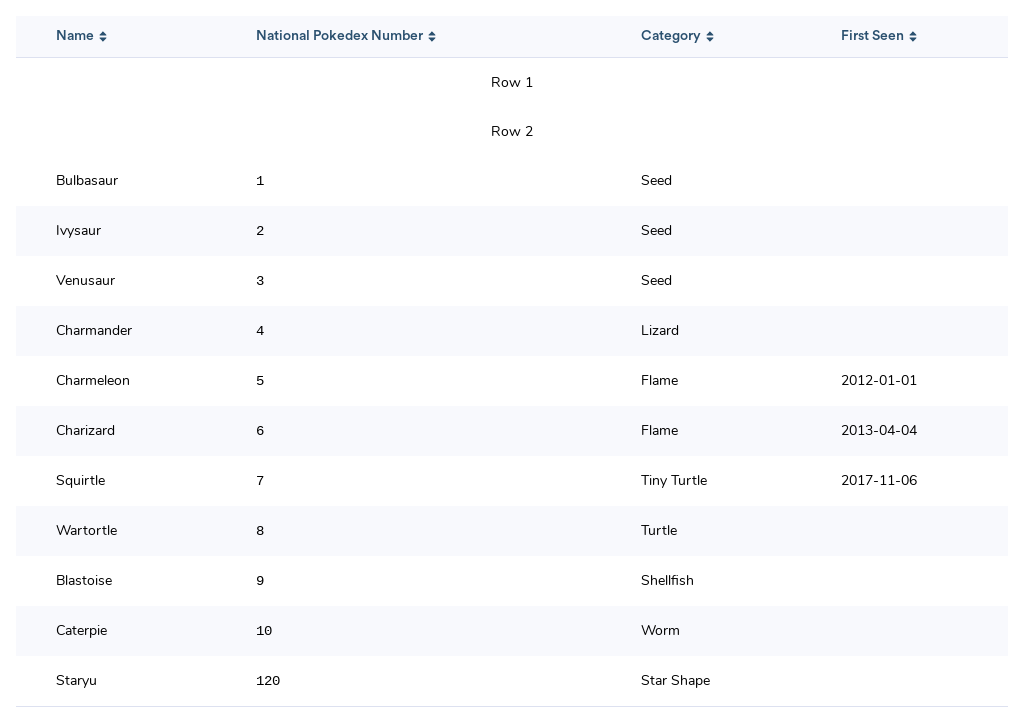 Name National Pokedex Number Category First Seen
Row 1
Row 2
Bulbasaur 1 Seed
Ivysaur 2 Seed
Venusaur 3 Seed
Charmander 4 Lizard
Charmeleon 5 Flame 2012-01-01
Charizard 6 Flame 2013-04-04
Squirtle 7 Tiny Turtle 2017-11-06
Wartortle 8 Turtle
Blastoise 9 Shellfish
Caterpie 10 Worm
Staryu 120 Star Shape